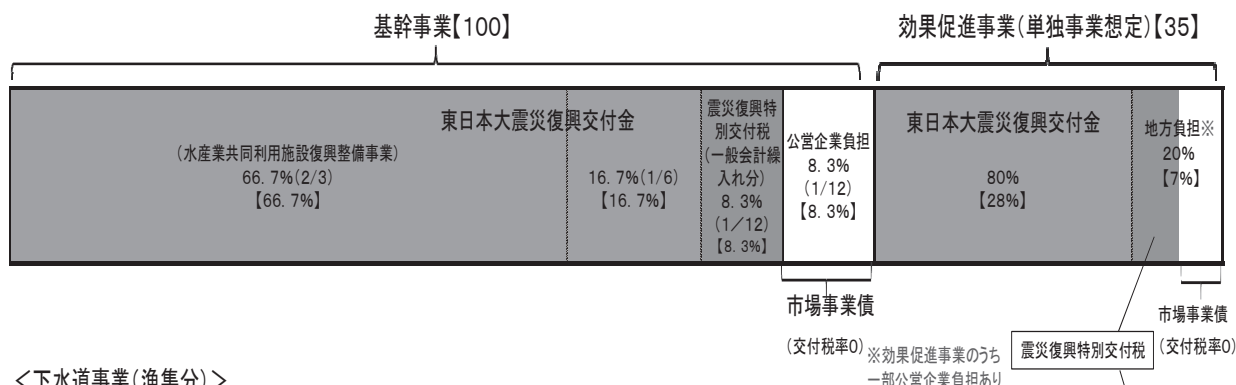 基幹事業【100】
効果促進事業(単独事業想定)【35】
東日本大震災復興交付金
(水産業共同利用施設復興整備事業)
66.7%(2/3)
【66.7%】
16.7%(1/6)
【16.7%】
震災復興特
別交付税
(一般会計繰
入れ分)
8.3%
(1/12)
【8.3%】
公営企業負担
8.3%
(1/12)
【8.3%】
東日本大震災復興交付金
80%
【28%】
地方負担※
20%
【7%】
市場事業債
(交付税率0)
※効果促進事業のうち
一部公営企業負担あり
震災復興特別交付税
市場事業債
(交付税率0)
<下水道事業(漁集分)>